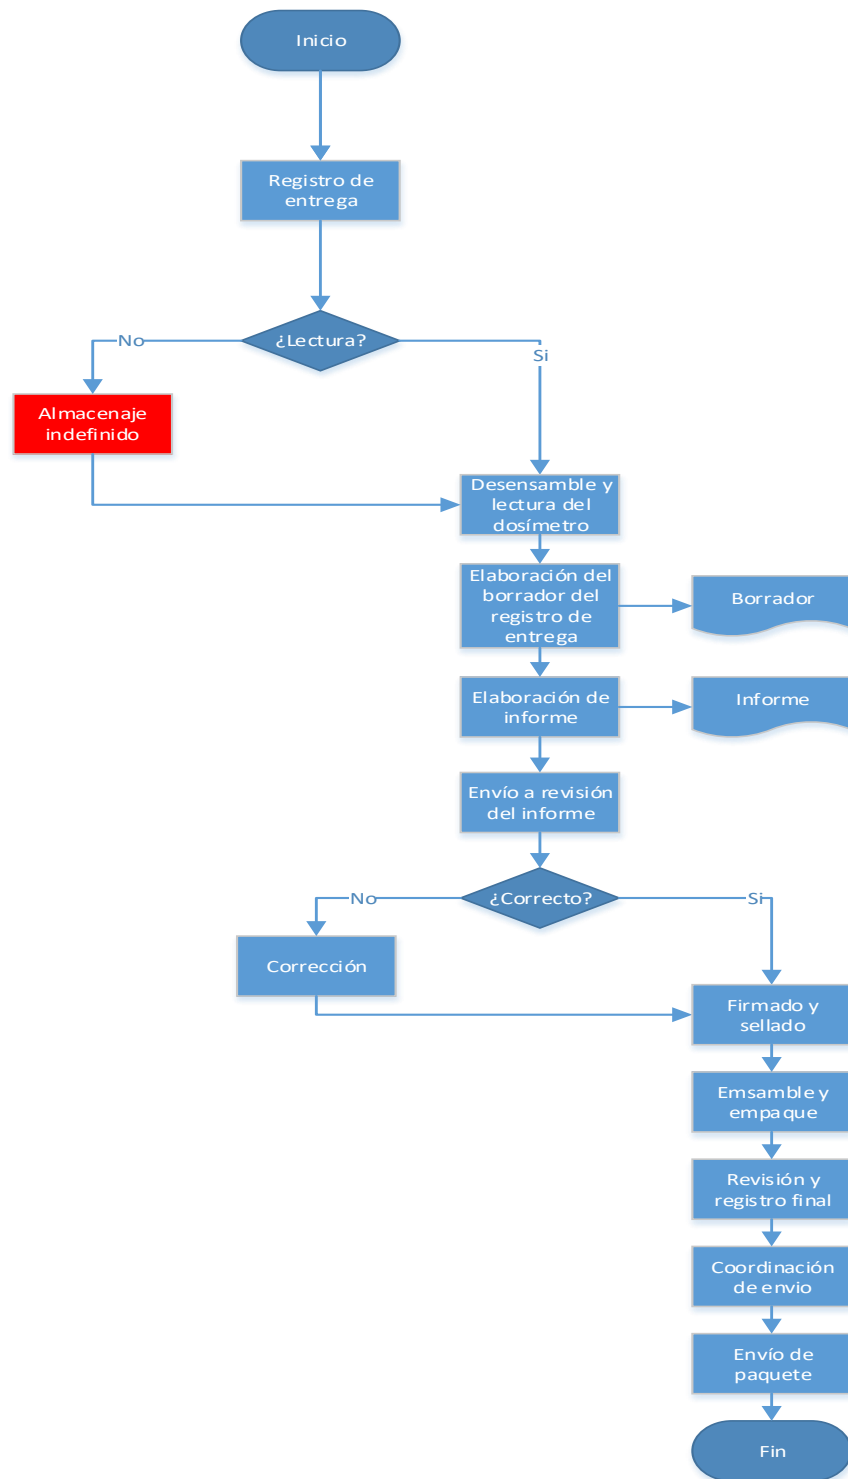 Inicio
Registro de
entrega
¿Lectura?
No
Si
Almacenaje
indefinido
Desensamble y
lectura del
dosímetro
Elaboración del
borrador del
registro de
entrega
Borrador
Elaboración de
informe
Informe
Envío a revisión
del informe
¿Correcto?
No
Si
Corrección
Firmado y
sellado
Emsamble y
empaque
Revisión y
registro final
Coordinación
de envio
Envío de
paquete
Fin